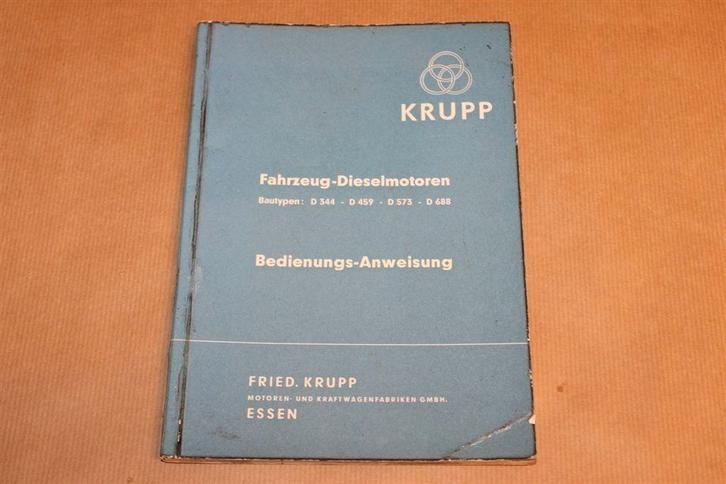 KRUPP
Fahrzeug-Dieselmotoren
Bautypen: D 344 - D 459 - D 573 - D 688
Bedienungs-Anweisung
FRIED. KRUPP
MOTOREN- UND KRAFTWAGENFABRIKEN GMBH.
ESSEN